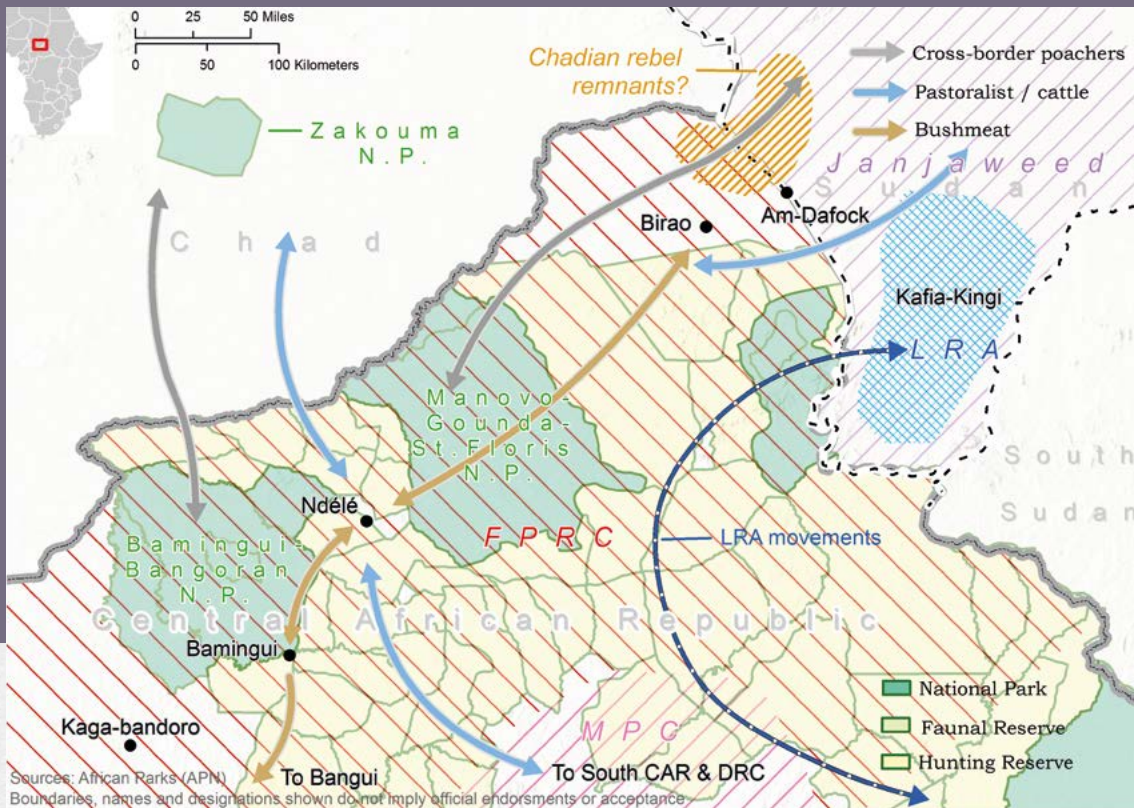 0 25 50 Miles
0 50 100 Kilometers
Chadian rebel
remnants?
Cross-border poachers
Pastoralist / cattle
Bushmeat
Zakouma
N.P.
Janjaweed
Sudan
Chad
Birao
Am-Dafock
Kafia-Kingi
LRA
Manovo-
Gounda-
St.Floris
N.P.
South
Sudan
Ndélé
FPRC
LRA movements
Bamingui-
Bangoran
N.P.
Central African Republic
Bamingui
National Park
MPC
Faunal Reserve
Kaga-bandoro
Hunting Reserve
To Bangui
To South CAR & DRC
Sources: African Parks (APN)
Boundaries, names and designations shown do not imply official endorsments or acceptance